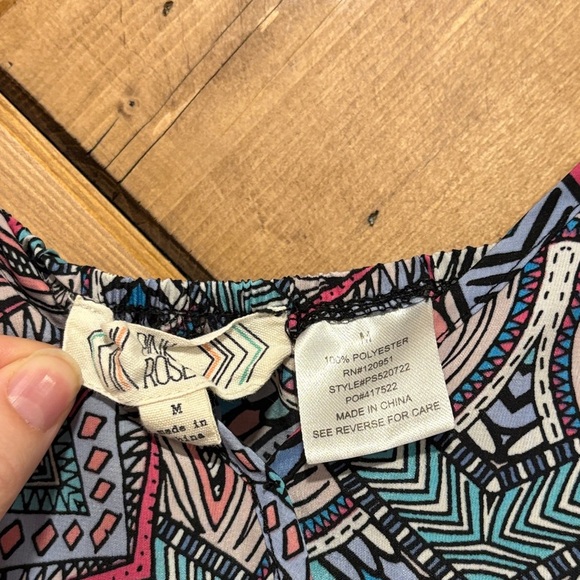 PINK
ROSE
M
made in
China
M
100% POLYESTER
RN#120951
STYLE#PS520722
PO#417522
MADE IN CHINA
SEE REVERSE FOR CARE